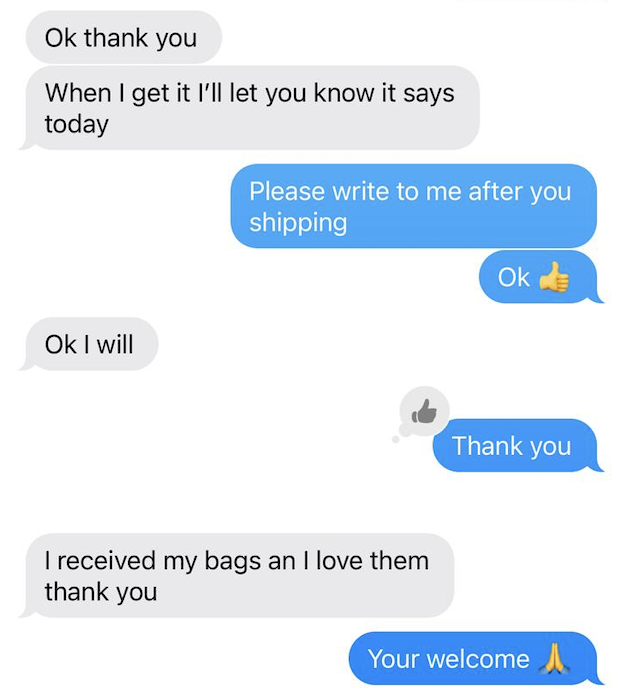 Ok thank you
When I get it I’ll let you know it says
today
Please write to me after you
shipping
Ok 👍
Ok I will
Thank you
I received my bags an I love them
thank you
Your welcome 🙏